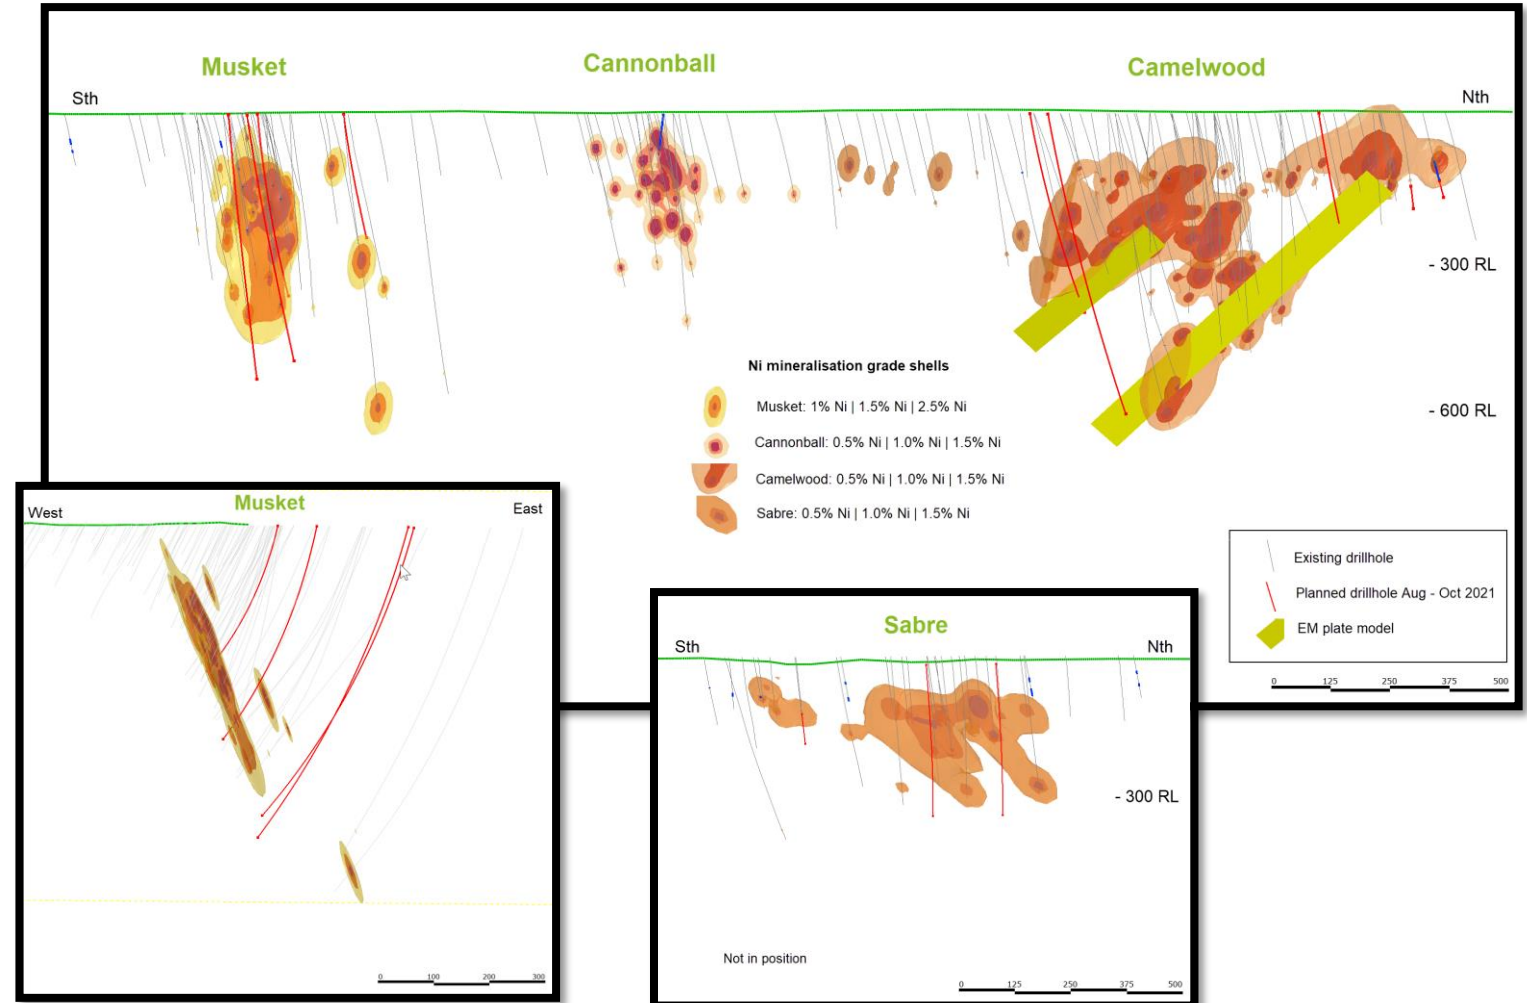 Musket
Cannonball
Camelwood
Sth
Nth
- 300 RL
- 600 RL
Ni mineralisation grade shells
Musket: 1% Ni | 1.5% Ni | 2.5% Ni
Cannonball: 0.5% Ni | 1.0% Ni | 1.5% Ni
Camelwood: 0.5% Ni | 1.0% Ni | 1.5% Ni
Sabre: 0.5% Ni | 1.0% Ni | 1.5% Ni
Existing drillhole
Planned drillhole Aug - Oct 2021
EM plate model
0 125 250 375 500
Musket
West
East
0 100 200 300
Sabre
Sth
Nth
- 300 RL
Not in position
0 125 250 375 500